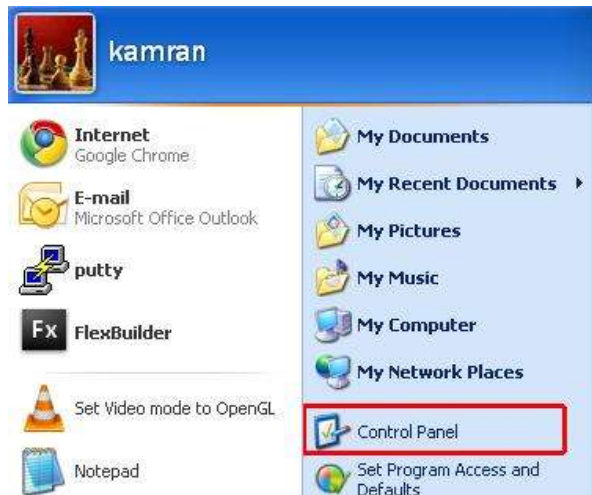 kamran
Internet
Google Chrome
E-mail
Microsoft Office Outlook
putty
Fx FlexBuilder
Set Video mode to OpenGL
Notepad
My Documents
My Recent Documents
My Pictures
My Music
My Computer
My Network Places
Control Panel
Set Program Access and
Defaults